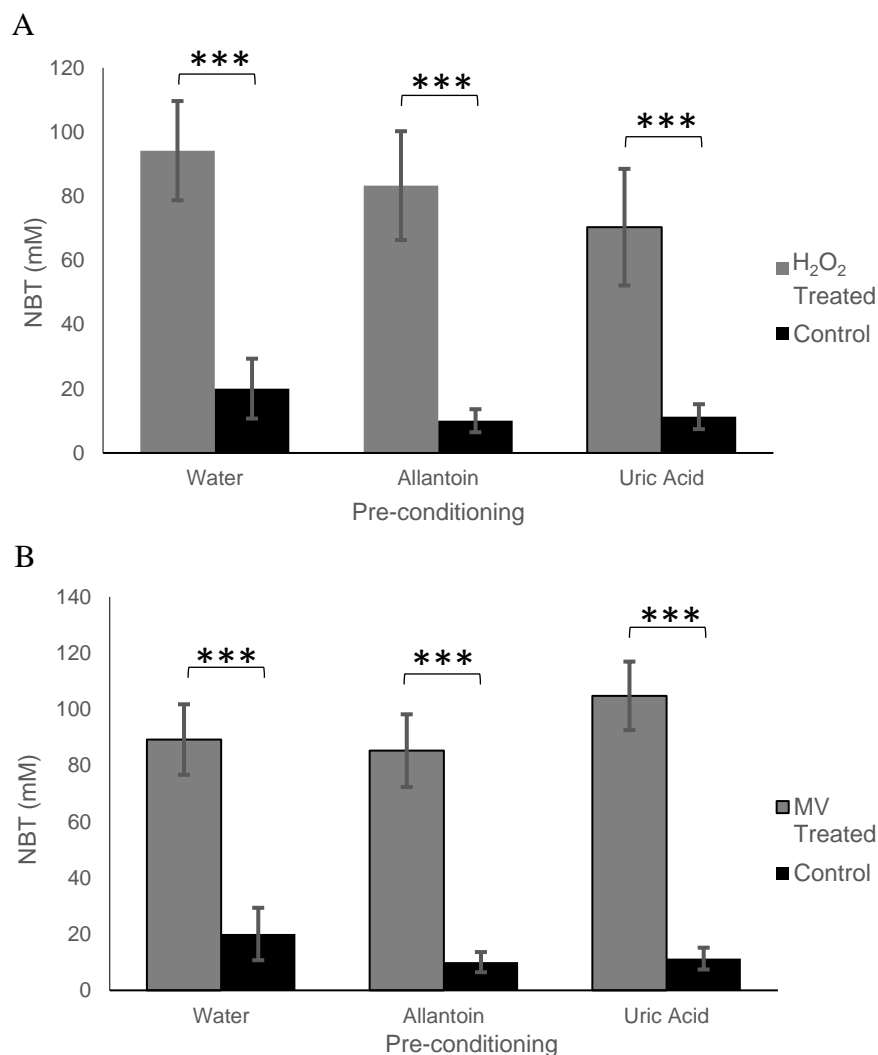 A
120
100
80
60
40
20
0
NBT (mM)
***
***
***
H₂O₂
Treated
Control
Water Allantoin Uric Acid
Pre-conditioning
B
140
120
100
80
60
40
20
0
NBT (mM)
***
***
***
MV
Treated
Control
Water Allantoin Uric Acid
Pre-conditioning